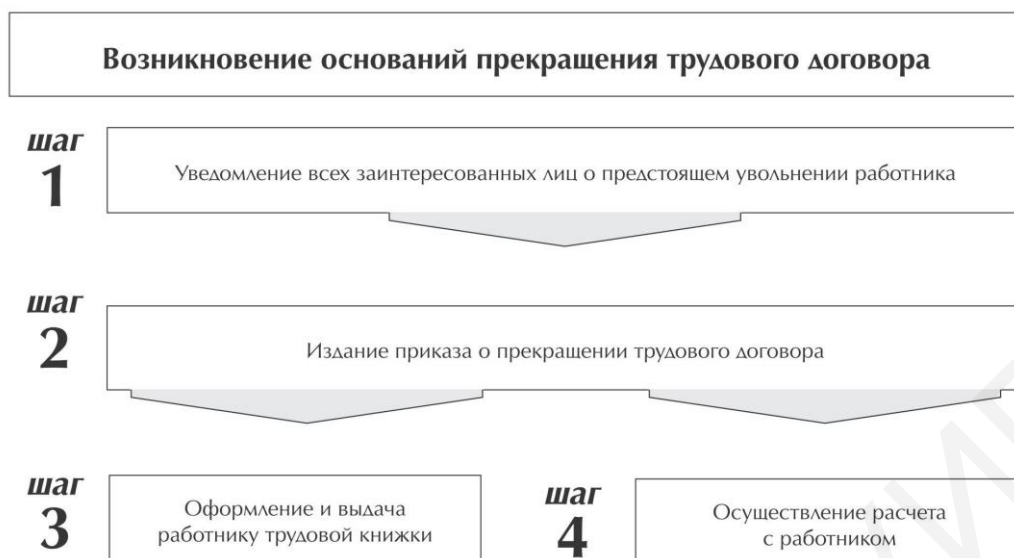 Возникновение оснований прекращения трудового договора
шаг
1
Уведомление всех заинтересованных лиц о предстоящем увольнении работника
шаг
2
Издание приказа о прекращении трудового договора
шаг
3
Оформление и выдача
работнику трудовой книжки
шаг
4
Осуществление расчета
с работником